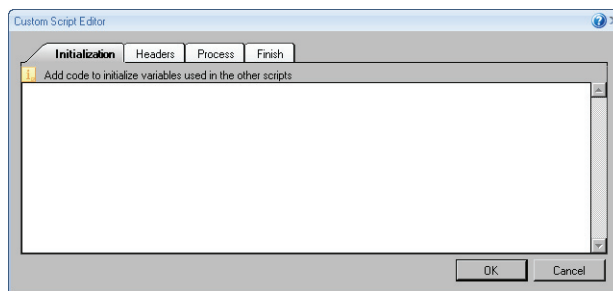 Custom Script Editor
Initialization Headers Process Finish
Add code to initialize variables used in the other scripts
OK Cancel